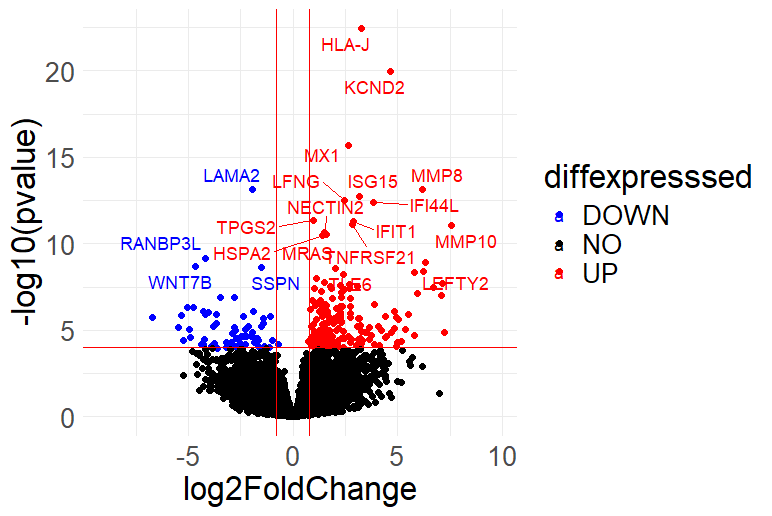 HLA-J
KCND2
MX1
LAMA2
LFNG
ISG15
MMP8
NECTIN2
IFI44L
TPGS2
IFIT1
MMP10
RANBP3L
HSPA2
MRAS
TNFRSF21
WNT7B
SSPN
TLE6
LEFTY2
20
15
10
5
0
-5
0
5
10
log2FoldChange
-log10(pvalue)
diffexpresssed
a DOWN
NO
a UP